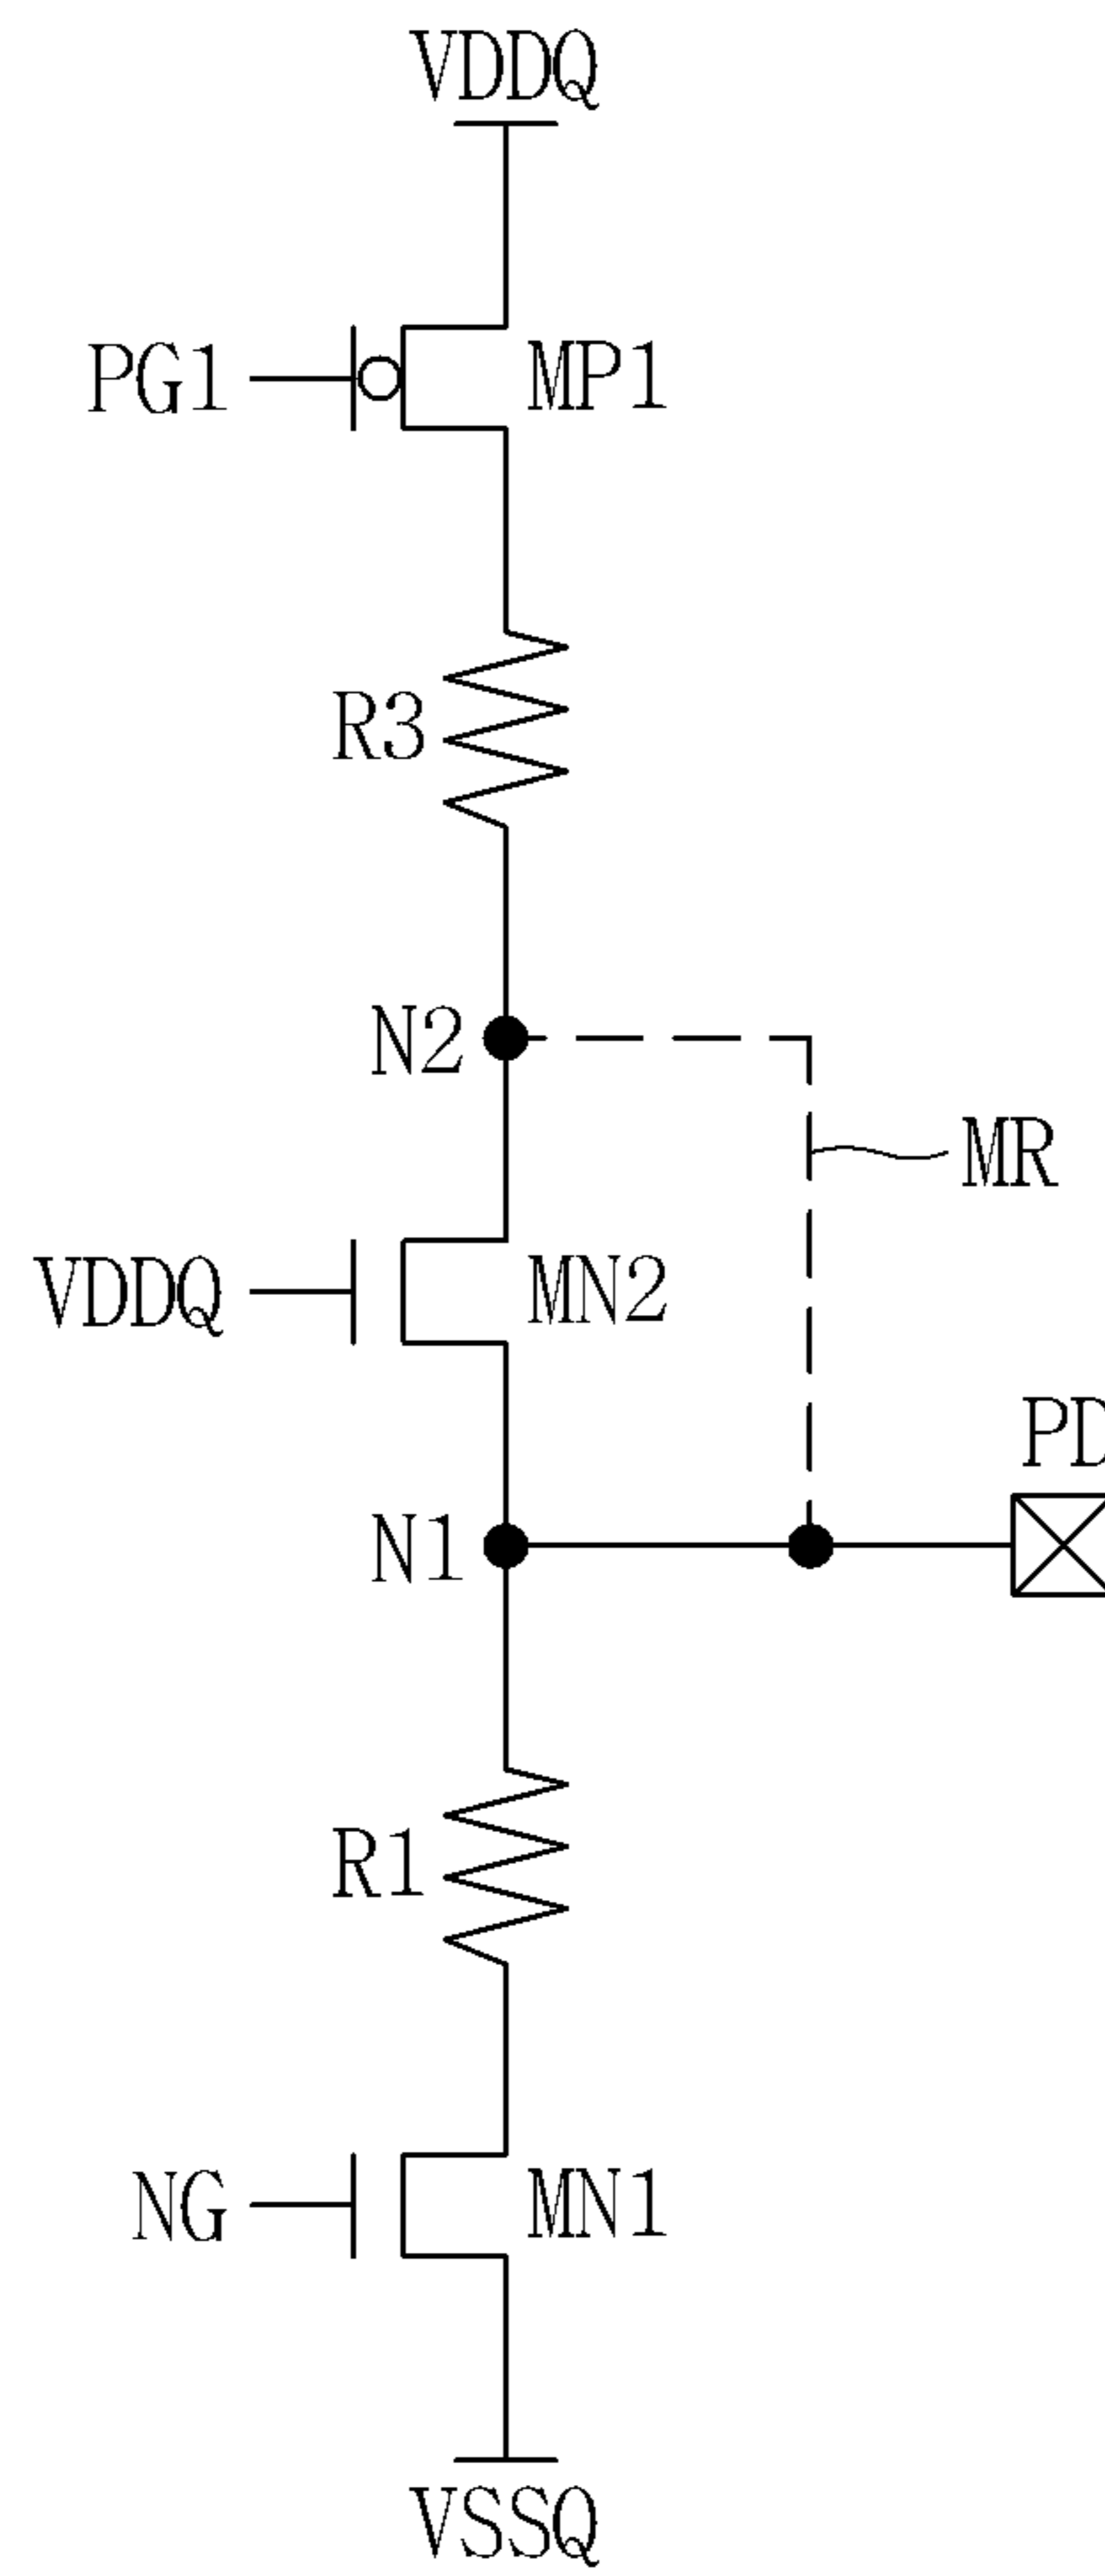 VDDQ
PG1
MP1
R3
N2
MR
VDDQ
MN2
PD
N1
R1
NG
MN1
VSSQ